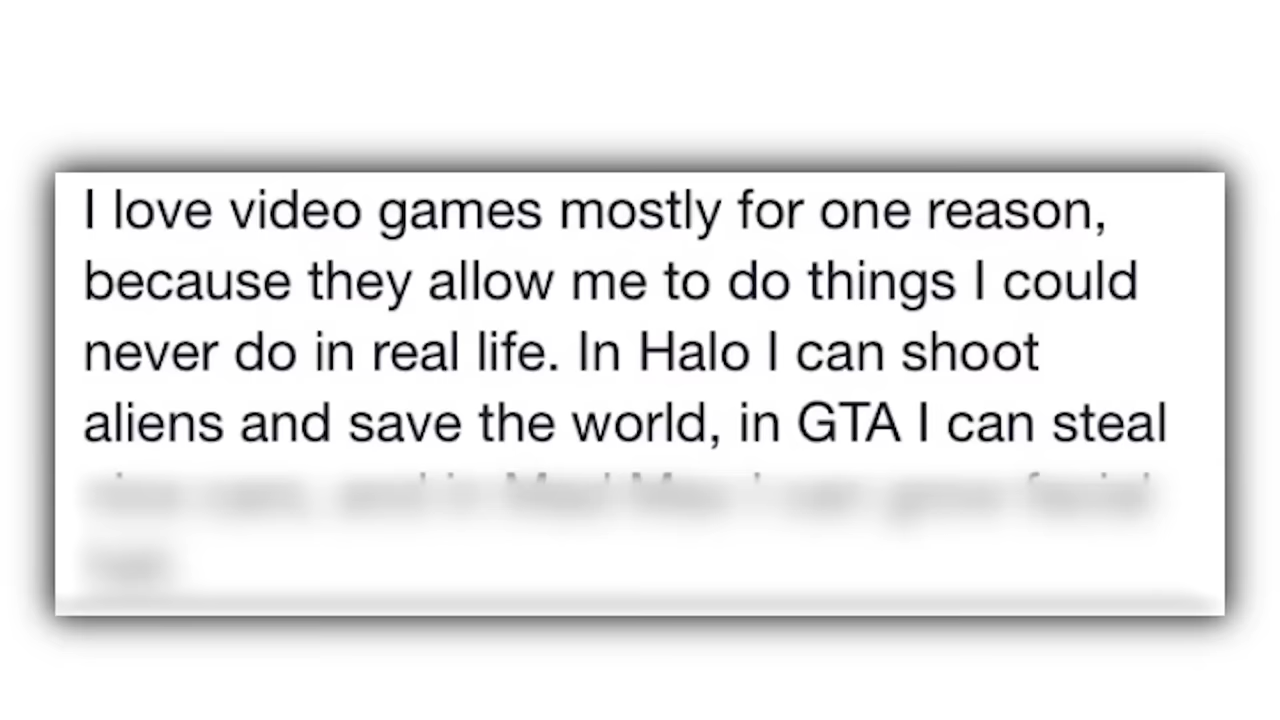 I love video games mostly for one reason,
because they allow me to do things I could
never do in real life. In Halo I can shoot
aliens and save the world, in GTA I can steal